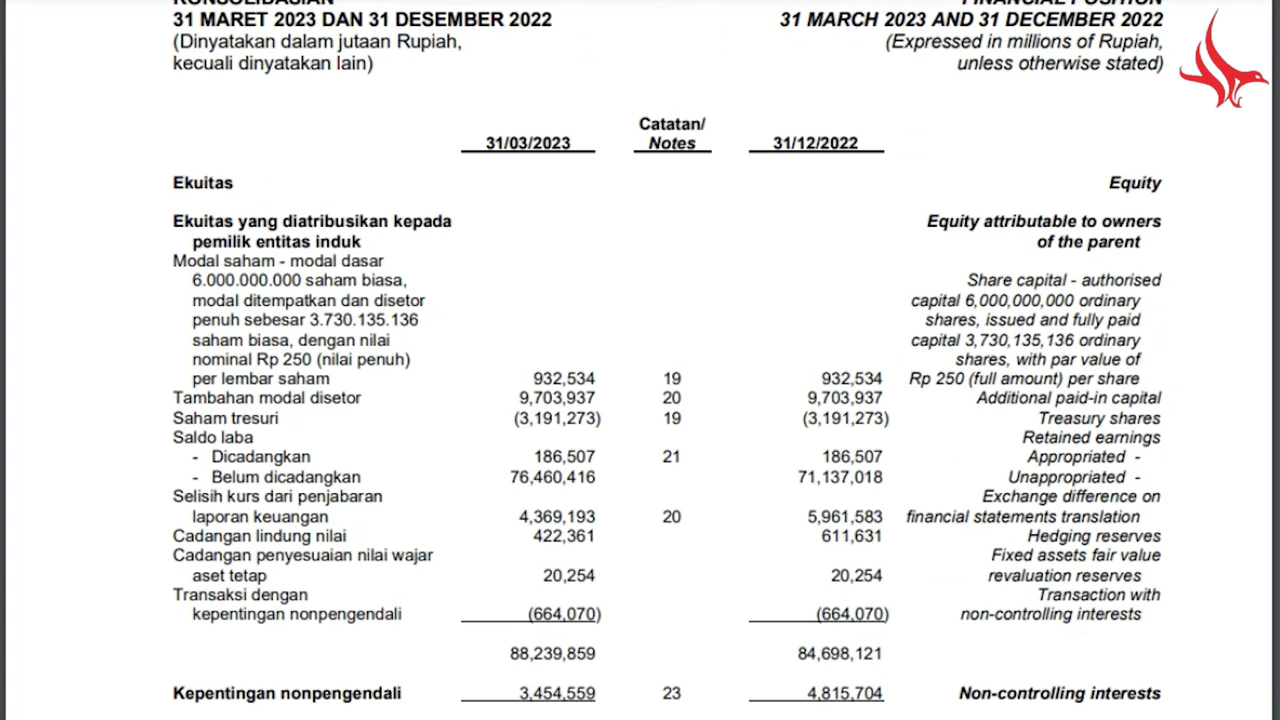 KONSOLIDASIAN FINANCIAL POSITION
31 MARET 2023 DAN 31 DESEMBER 2022 31 MARCH 2023 AND 31 DECEMBER 2022
(Dinyatakan dalam jutaan Rupiah, (Expressed in millions of Rupiah,
kecuali dinyatakan lain) unless otherwise stated)
Catatan/
31/03/2023 Notes 31/12/2022
Ekuitas Equity
Ekuitas yang diatribusikan kepada Equity attributable to owners
pemilik entitas induk of the parent
Modal saham - modal dasar
6.000.000.000 saham biasa, Share capital - authorised
modal ditempatkan dan disetor capital 6,000,000,000 ordinary
penuh sebesar 3.730.135.136 shares, issued and fully paid
saham biasa, dengan nilai capital 3,730,135,136 ordinary
nominal Rp 250 (nilai penuh) shares, with par value of
per lembar saham 932,534 19 932,534 Rp 250 (full amount) per share
Tambahan modal disetor 9,703,937 20 9,703,937 Additional paid-in capital
Saham tresuri (3,191,273) 19 (3,191,273) Treasury shares
Saldo laba Retained earnings
- Dicadangkan 186,507 21 186,507 Appropriated -
- Belum dicadangkan 76,460,416 71,137,018 Unappropriated -
Selisih kurs dari penjabaran Exchange difference on
laporan keuangan 4,369,193 20 5,961,583 financial statements translation
Cadangan lindung nilai 422,361 611,631 Hedging reserves
Cadangan penyesuaian nilai wajar Fixed assets fair value
aset tetap 20,254 20,254 revaluation reserves
Transaksi dengan Transaction with
kepentingan nonpengendali (664,070) (664,070) non-controlling interests
88,239,859 84,698,121
Kepentingan nonpengendali 3,454,559 23 4,815,704 Non-controlling interests